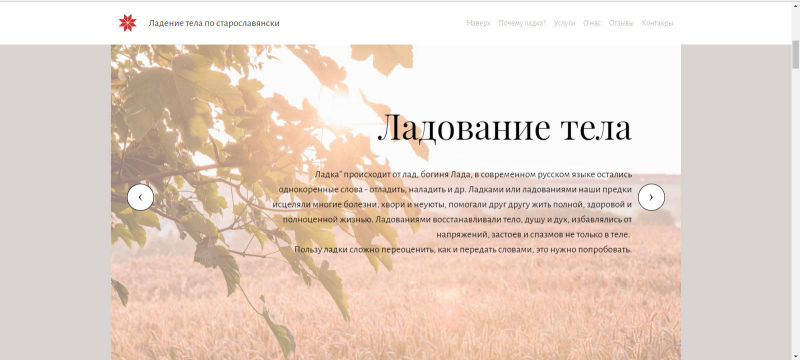 Ладение тела по старославянски
Наверх Почему ладка? Услуги О нас Отзывы Контакры
Ладование тела
Ладка" происходит от лад, богиня Лада, в современном русском языке остались
однокоренные слова - отладить, наладить и др. Ладками или ладованиями наши предки
исцеляли многие болезни, хвори и неуюты, помогали друг другу жить полной, здоровой и
полноценной жизнью. Ладованиями восстанавливали тело, душу и дух, избавлялись от
напряжений, застоев и спазмов не только в теле.
Пользу ладки сложно переоценить, как и передать словами, это нужно попробовать.